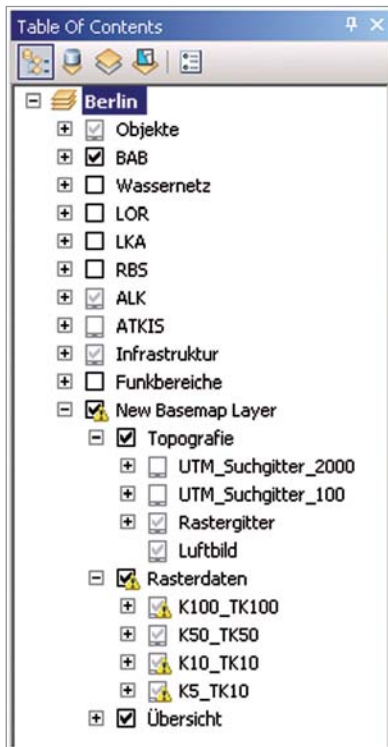 Table Of Contents
Berlin
Objekte
BAB
Wassernetz
LOR
LKA
RBS
ALK
ATKIS
Infrastruktur
Funkbereiche
New Basemap Layer
Topografie
UTM_Suchgitter_2000
UTM_Suchgitter_100
Rastergitter
Luftbild
Rasterdaten
K100_TK100
K50_TK50
K10_TK10
K5_TK10
Übersicht